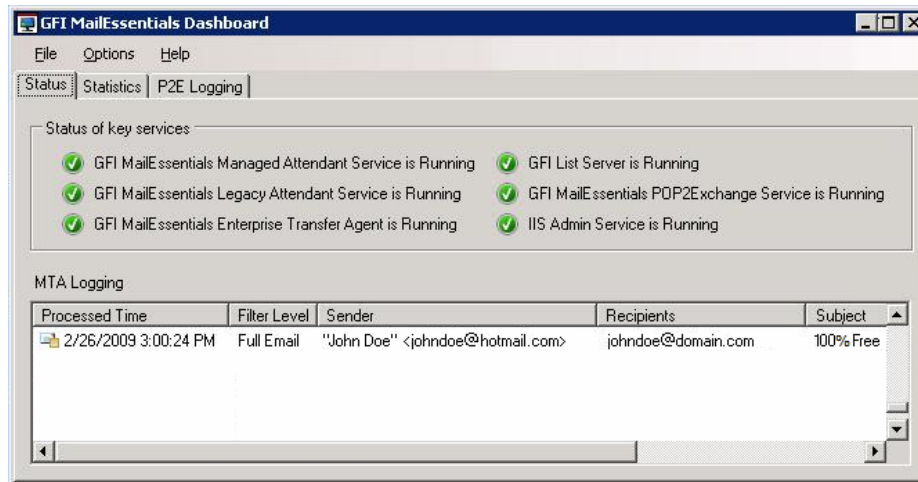 GFI MailEssentials Dashboard
File Options Help
Status Statistics P2E Logging
Status of key services
GFI MailEssentials Managed Attendant Service is Running GFI List Server is Running
GFI MailEssentials Legacy Attendant Service is Running GFI MailEssentials POP2Exchange Service is Running
GFI MailEssentials Enterprise Transfer Agent is Running IIS Admin Service is Running
MTA Logging
Processed Time Filter Level Sender Recipients Subject
2/26/2009 3:00:24 PM Full Email "John Doe" <johndoe@hotmail.com> johndoe@domain.com 100% Free